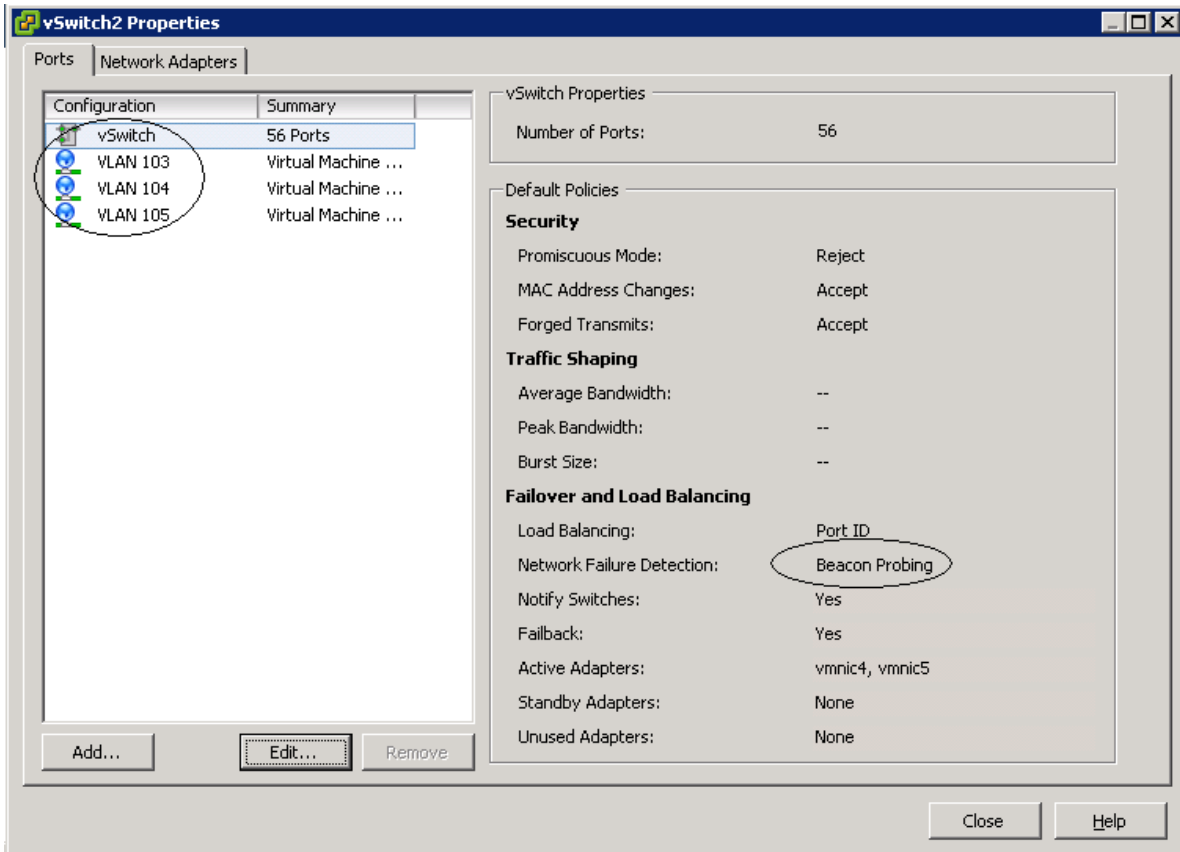 vSwitch2 Properties
Ports
Network Adapters
Configuration Summary
vSwitch 56 Ports
VLAN 103 Virtual Machine ...
VLAN 104 Virtual Machine ...
VLAN 105 Virtual Machine ...
Add... Edit... Remove
vSwitch Properties
Number of Ports: 56
Default Policies
Security
Promiscuous Mode: Reject
MAC Address Changes: Accept
Forged Transmits: Accept
Traffic Shaping
Average Bandwidth: --
Peak Bandwidth: --
Burst Size: --
Failover and Load Balancing
Load Balancing: Port ID
Network Failure Detection: Beacon Probing
Notify Switches: Yes
Failback: Yes
Active Adapters: vmnic4, vmnic5
Standby Adapters: None
Unused Adapters: None
Close Help